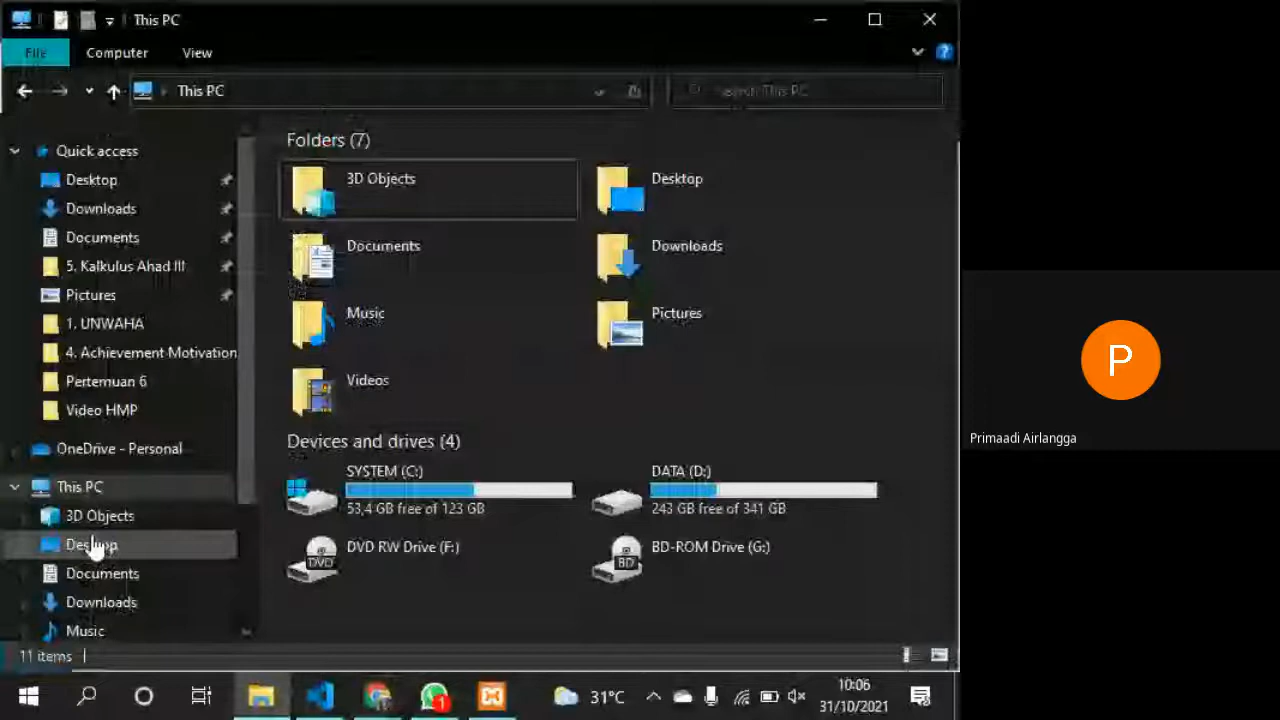 This PC
File Computer View
This PC
Search This PC
Quick access
Desktop
Downloads
Documents
5. Kalkulus Ahad III
Pictures
1. UNWAHA
4. Achievement Motivation
Pertemuan 6
Video HMP
OneDrive - Personal
This PC
3D Objects
Desktop
Documents
Downloads
Music
Folders (7)
3D Objects
Desktop
Documents
Downloads
Music
Pictures
Videos
Devices and drives (4)
SYSTEM (C:)
53,4 GB free of 123 GB
DATA (D:)
243 GB free of 341 GB
DVD
DVD RW Drive (F:)
BD
BD-ROM Drive (G:)
11 items
P
Primaadi Airlangga
1
31°C
10:06
31/10/2021